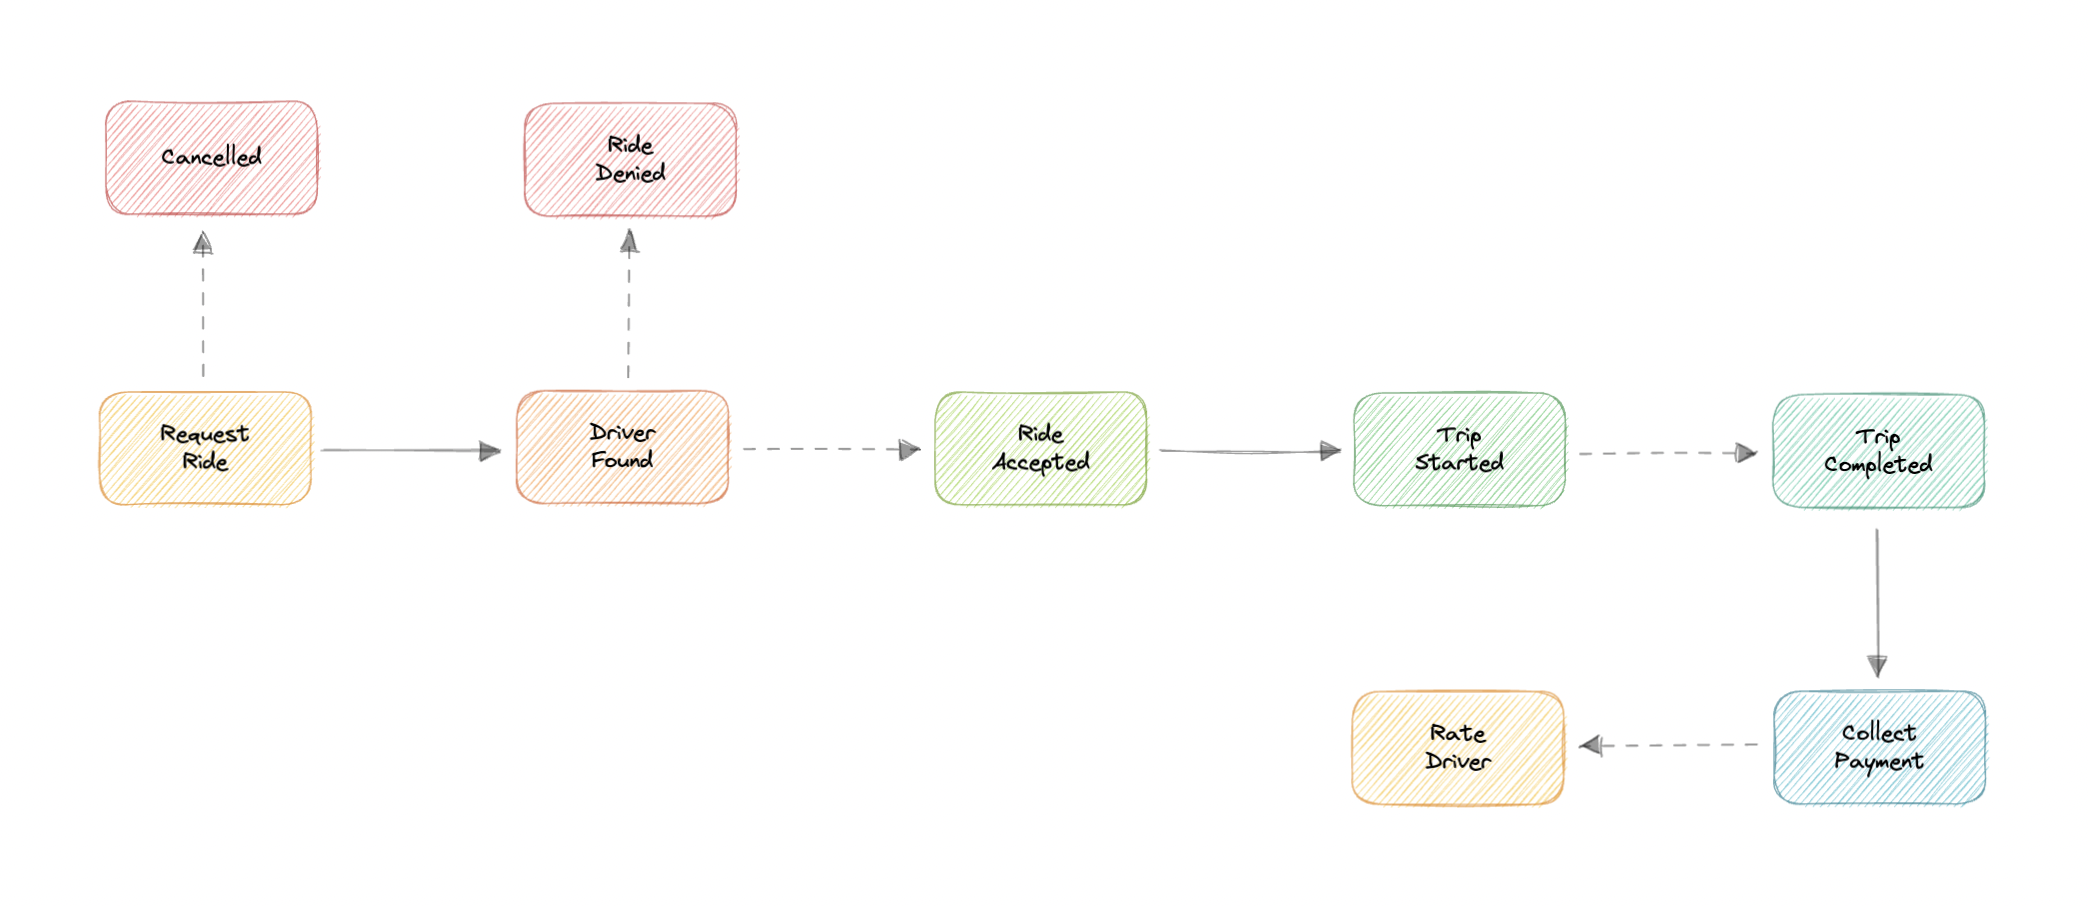 Cancelled
Ride
Denied
Request
Ride
Driver
Found
Ride
Accepted
Trip
Started
Trip
Completed
Rate
Driver
Collect
Payment